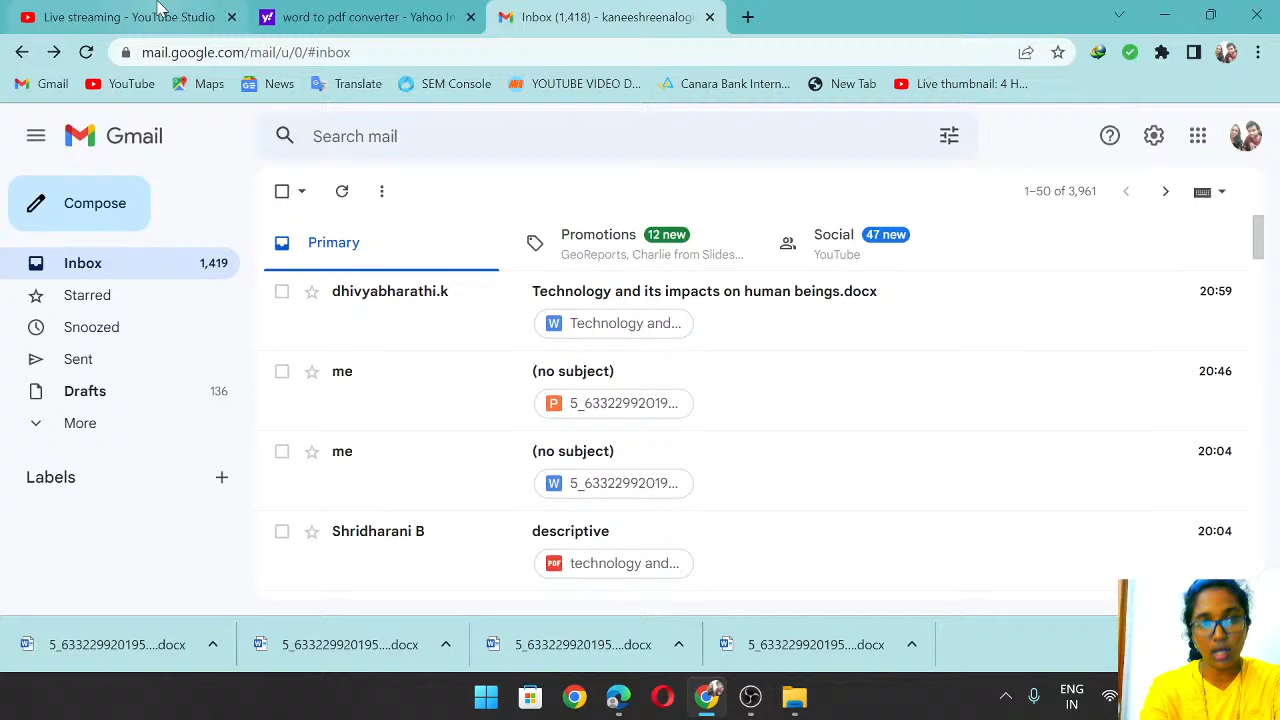 Live streaming - YouTube Studio
word to pdf converter - Yahoo In
Inbox (1,418) - kaneeshreenalogi
mail.google.com/mail/u/0/#inbox
Gmail
YouTube
Maps
News
Translate
SEM Console
YOUTUBE VIDEO D...
Canara Bank Intern...
New Tab
Live thumbnail: 4 H...
Gmail
Search mail
Compose
1–50 of 3,961
Primary
Promotions 12 new
GeoReports, Charlie from Slides...
Social 47 new
YouTube
Inbox 1,419
Starred
Snoozed
Sent
Drafts 136
More
Labels
dhivyabharathi.k Technology and its impacts on human beings.docx 20:59
W Technology and...
me (no subject) 20:46
P 5_63322992019...
me (no subject) 20:04
W 5_63322992019...
Shridharani B descriptive 20:04
PDF technology and...
5_633229920195....docx
5_633229920195....docx
5_633229920195....docx
5_633229920195....docx
ENG
IN